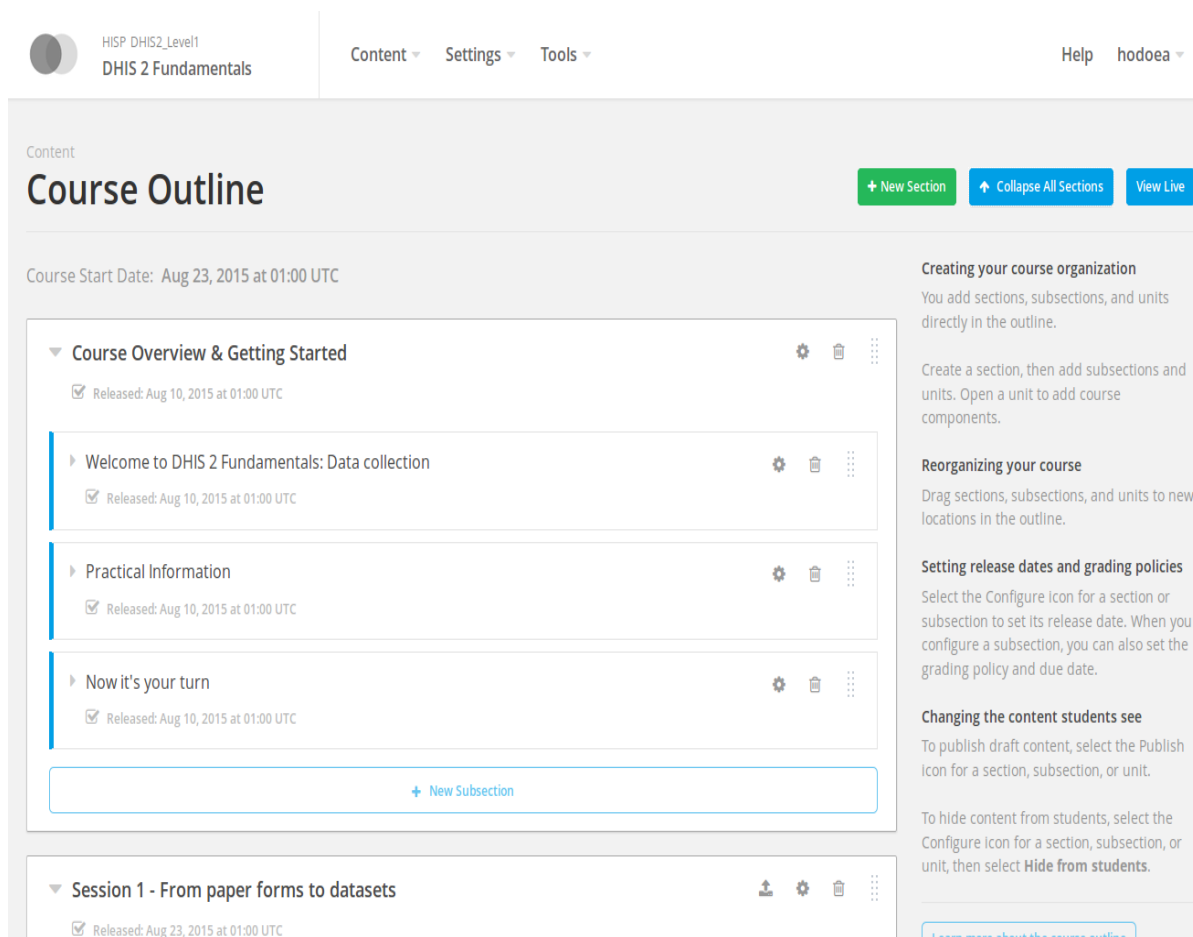 HISP DHIS2_Level1
DHIS 2 Fundamentals
Content
Settings
Tools
Help
hodoea
Content
Course Outline
+ New Section
Collapse All Sections
View Live
Course Start Date: Aug 23, 2015 at 01:00 UTC
Course Overview & Getting Started
Released: Aug 10, 2015 at 01:00 UTC
Welcome to DHIS 2 Fundamentals: Data collection
Released: Aug 10, 2015 at 01:00 UTC
Practical Information
Released: Aug 10, 2015 at 01:00 UTC
Now it's your turn
Released: Aug 10, 2015 at 01:00 UTC
+ New Subsection
Session 1 - From paper forms to datasets
Released: Aug 23, 2015 at 01:00 UTC
Creating your course organization
You add sections, subsections, and units
directly in the outline.
Create a section, then add subsections and
units. Open a unit to add course
components.
Reorganizing your course
Drag sections, subsections, and units to new
locations in the outline.
Setting release dates and grading policies
Select the Configure icon for a section or
subsection to set its release date. When you
configure a subsection, you can also set the
grading policy and due date.
Changing the content students see
To publish draft content, select the Publish
icon for a section, subsection, or unit.
To hide content from students, select the
Configure icon for a section, subsection, or
unit, then select Hide from students.
Learn more about the course outline